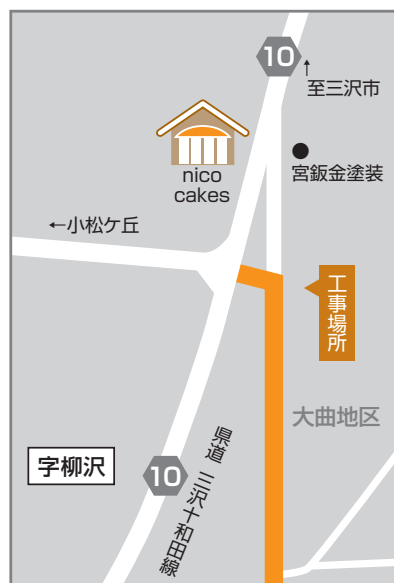 10
↑
至三沢市
nico
cakes
宮鈑金塗装
←小松ケ丘
工事場所
大曲地区
字柳沢
10
県道 三沢十和田線